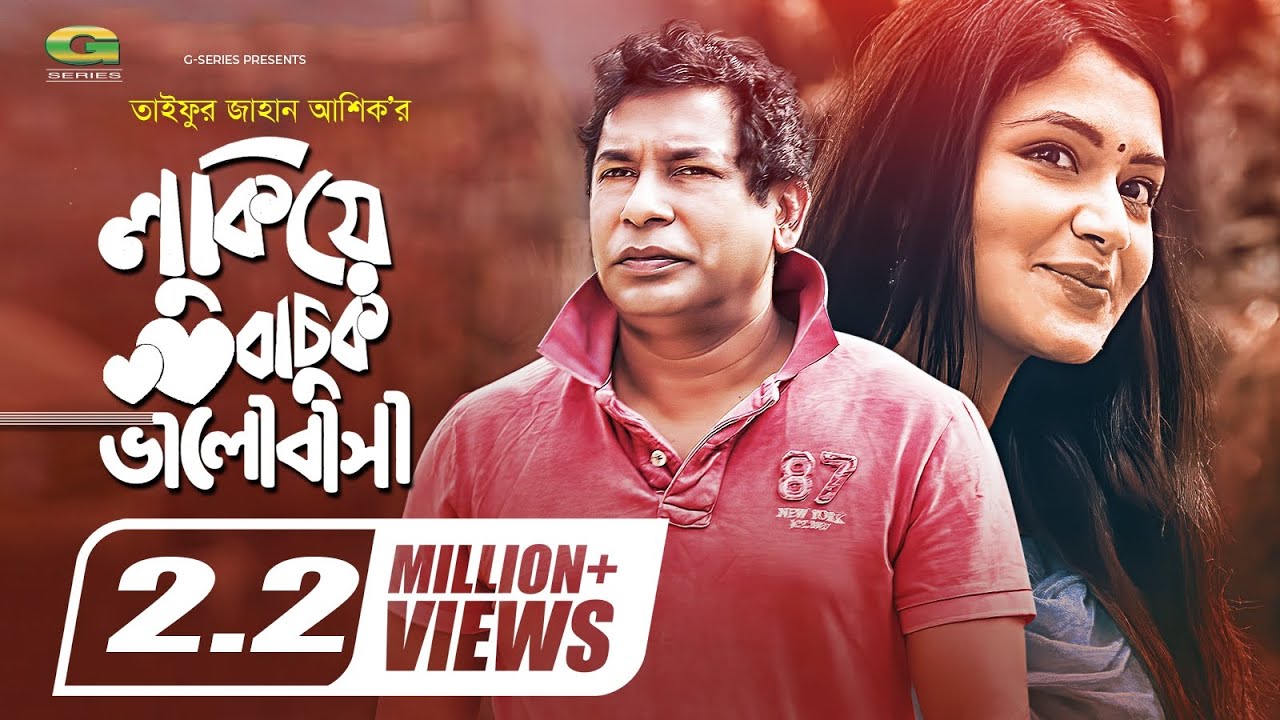 G
SERIES
G-SERIES PRESENTS
তাইফুর জাহান আশিক'র
লুকিয়ে
বাচুক
ভালোবাসা
2.2
MILLION+
VIEWS
87
NEW YORK